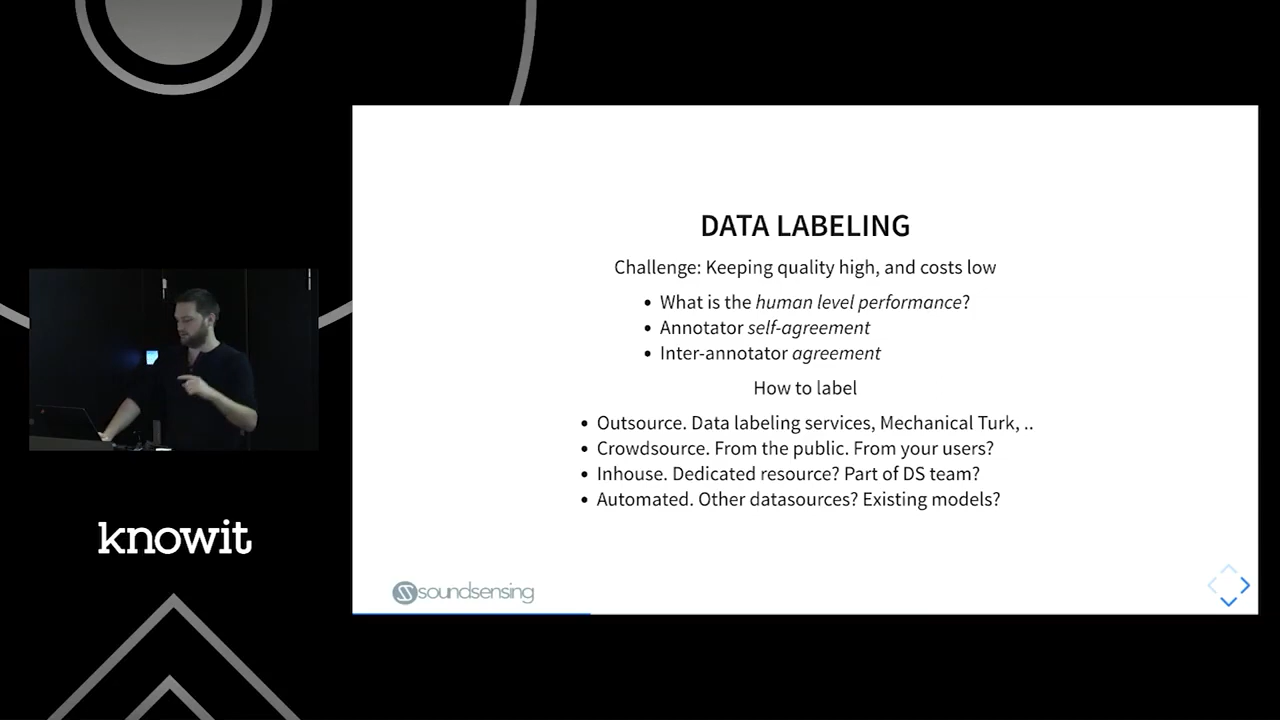 DATA LABELING
Challenge: Keeping quality high, and costs low
• What is the human level performance?
• Annotator self-agreement
• Inter-annotator agreement
How to label
• Outsource. Data labeling services, Mechanical Turk, ..
• Crowdsource. From the public. From your users?
• Inhouse. Dedicated resource? Part of DS team?
• Automated. Other datasources? Existing models?
knowit
soundsensing